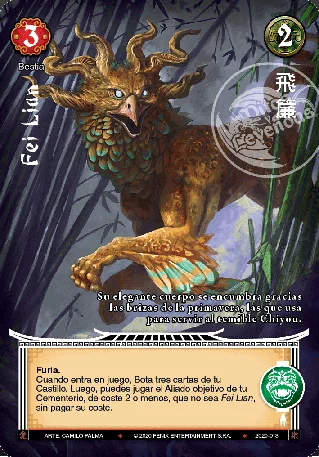 3
2
Bestia
Fei Lian
飛廉
Su elegante cuerpo se encumbra gracias
las brizas de la primavera, las que usa
para servir al temible Chiyou.
Furia.
Cuando entra en juego, Bota tres cartas de tu
Castillo. Luego, puedes jugar el Aliado objetivo de tu
Cementerio, de coste 2 o menos, que no sea Fei Lian,
sin pagar su coste.
ARTE: CAMILO PALMA
© 2020 FENIX ENTERTAINMENT S.P.A.